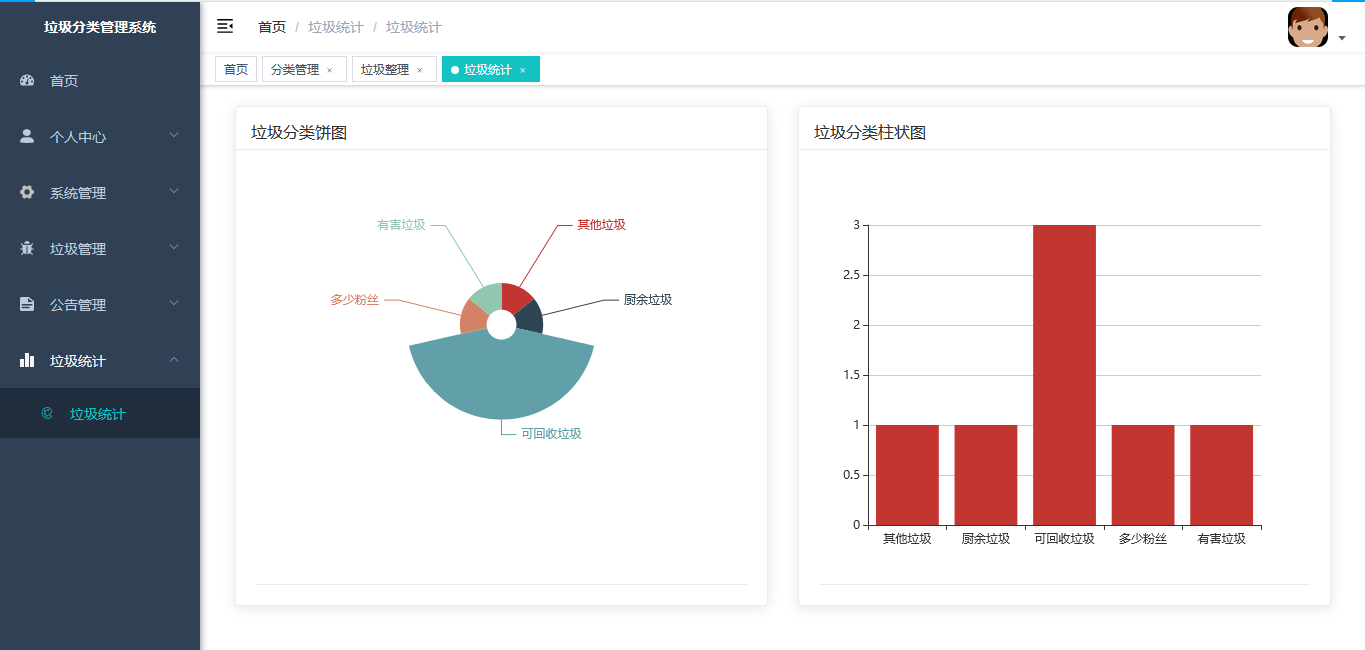 垃圾分类管理系统
首页
个人中心
系统管理
垃圾管理
公告管理
垃圾统计
垃圾统计
首页 / 垃圾统计 / 垃圾统计
首页 分类管理 × 垃圾整理 × 垃圾统计 ×
垃圾分类饼图
有害垃圾 其他垃圾
多少粉丝 厨余垃圾
可回收垃圾
垃圾分类柱状图
3
2.5
2
1.5
1
0.5
0
其他垃圾 厨余垃圾 可回收垃圾 多少粉丝 有害垃圾